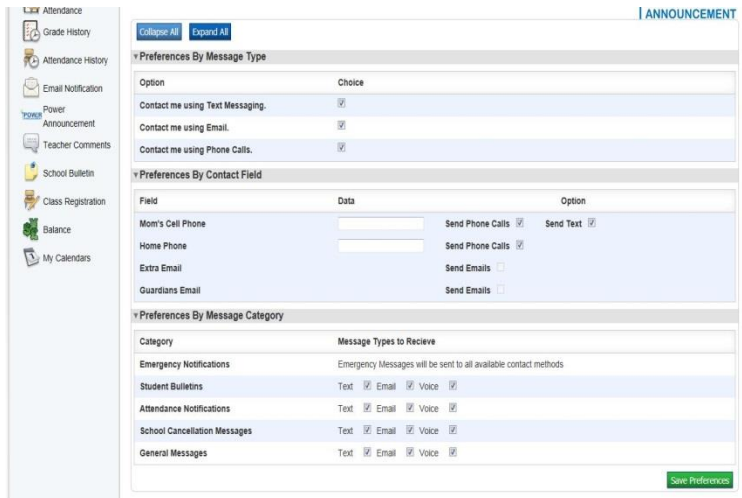 Attendance
Grade History
Attendance History
Email Notification
POWER Power
Announcement
Teacher Comments
School Bulletin
Class Registration
Balance
My Calendars
ANNOUNCEMENT
Collapse All Expand All
Preferences By Message Type
Option Choice
Contact me using Text Messaging.
Contact me using Email.
Contact me using Phone Calls.
Preferences By Contact Field
Field Data Option
Mom's Cell Phone Send Phone Calls Send Text
Home Phone Send Phone Calls
Extra Email Send Emails
Guardians Email Send Emails
Preferences By Message Category
Category Message Types to Recieve
Emergency Notifications Emergency Messages will be sent to all available contact methods
Student Bulletins Text Email Voice
Attendance Notifications Text Email Voice
School Cancellation Messages Text Email Voice
General Messages Text Email Voice
Save Preferences